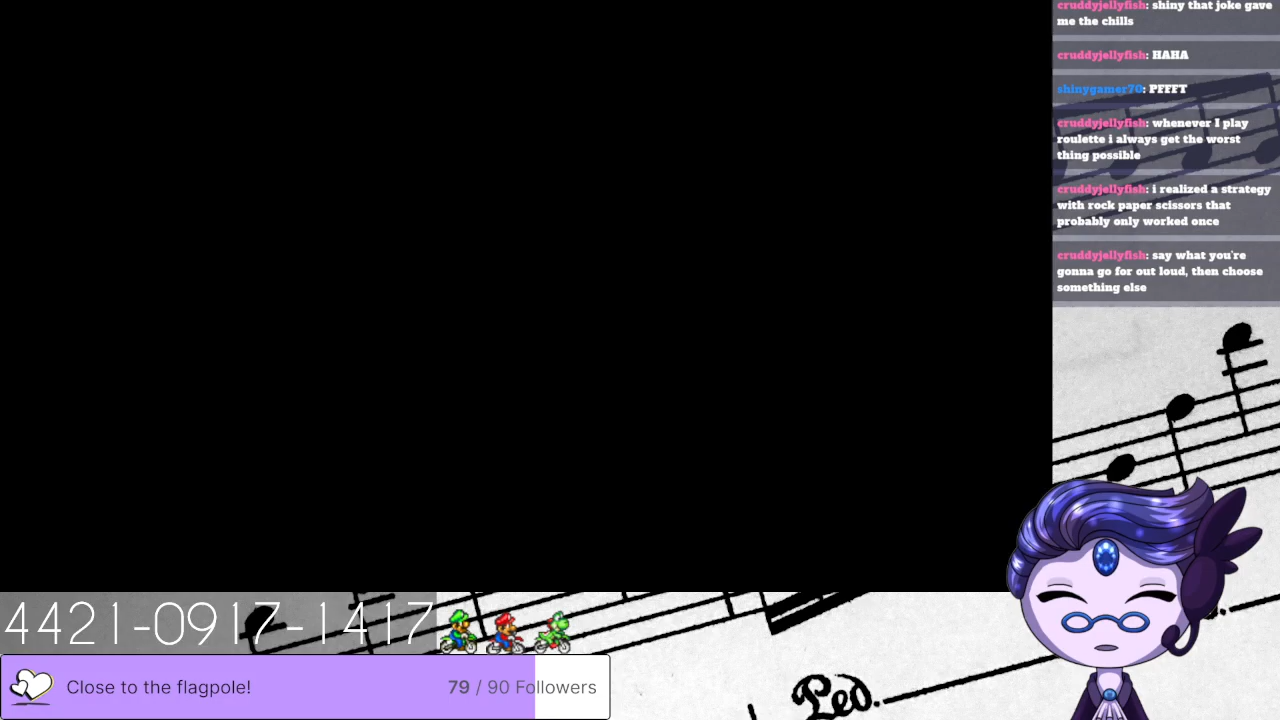 cruddyjellyfish: shiny that joke gave
me the chills
cruddyjellyfish: HAHA
shinygamer70: PFFFT
cruddyjellyfish: whenever I play
roulette i always get the worst
thing possible
cruddyjellyfish: i realized a strategy
with rock paper scissors that
probably only worked once
cruddyjellyfish: say what you're
gonna go for out loud, then choose
something else
4421-0917-1417
Close to the flagpole!
79 / 90 Followers
Ped.